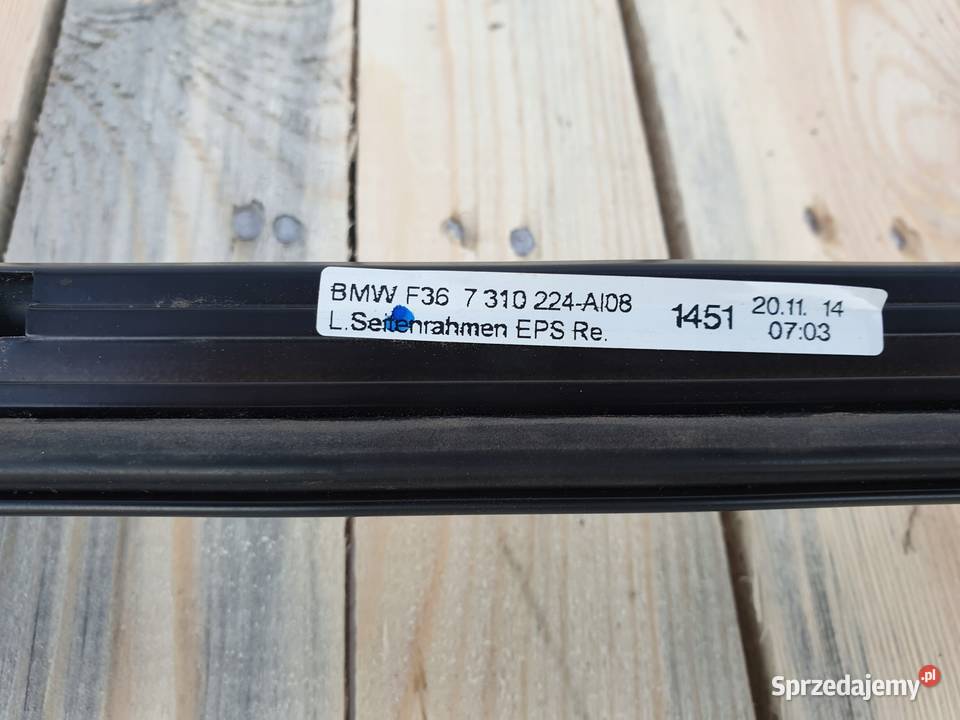 BMW F36 7 310 224-AI08
L.Seitenrahmen EPS Re.
1451
20.11. 14
07:03
Sprzedajemy.pl